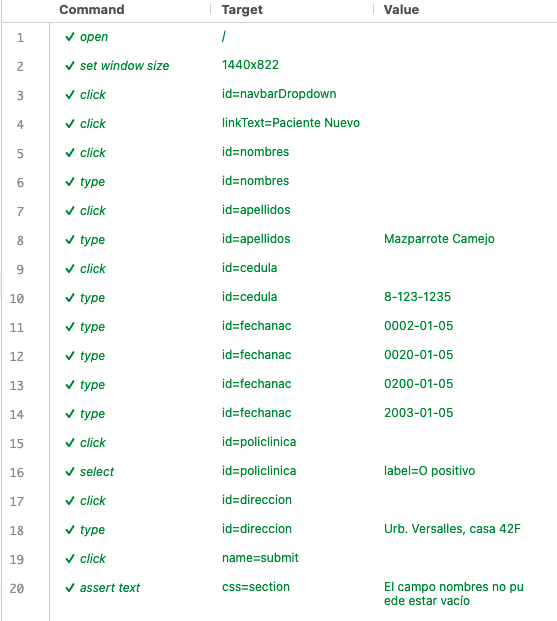 Command Target Value
1 ✓ open /
2 ✓ set window size 1440x822
3 ✓ click id=navbarDropdown
4 ✓ click linkText=Paciente Nuevo
5 ✓ click id=nombres
6 ✓ type id=nombres
7 ✓ click id=apellidos
8 ✓ type id=apellidos Mazparrote Camejo
9 ✓ click id=cedula
10 ✓ type id=cedula 8-123-1235
11 ✓ type id=fechanac 0002-01-05
12 ✓ type id=fechanac 0020-01-05
13 ✓ type id=fechanac 0200-01-05
14 ✓ type id=fechanac 2003-01-05
15 ✓ click id=policlinica
16 ✓ select id=policlinica label=O positivo
17 ✓ click id=direccion
18 ✓ type id=direccion Urb. Versalles, casa 42F
19 ✓ click name=submit
20 ✓ assert text css=section El campo nombres no pu
ede estar vacío